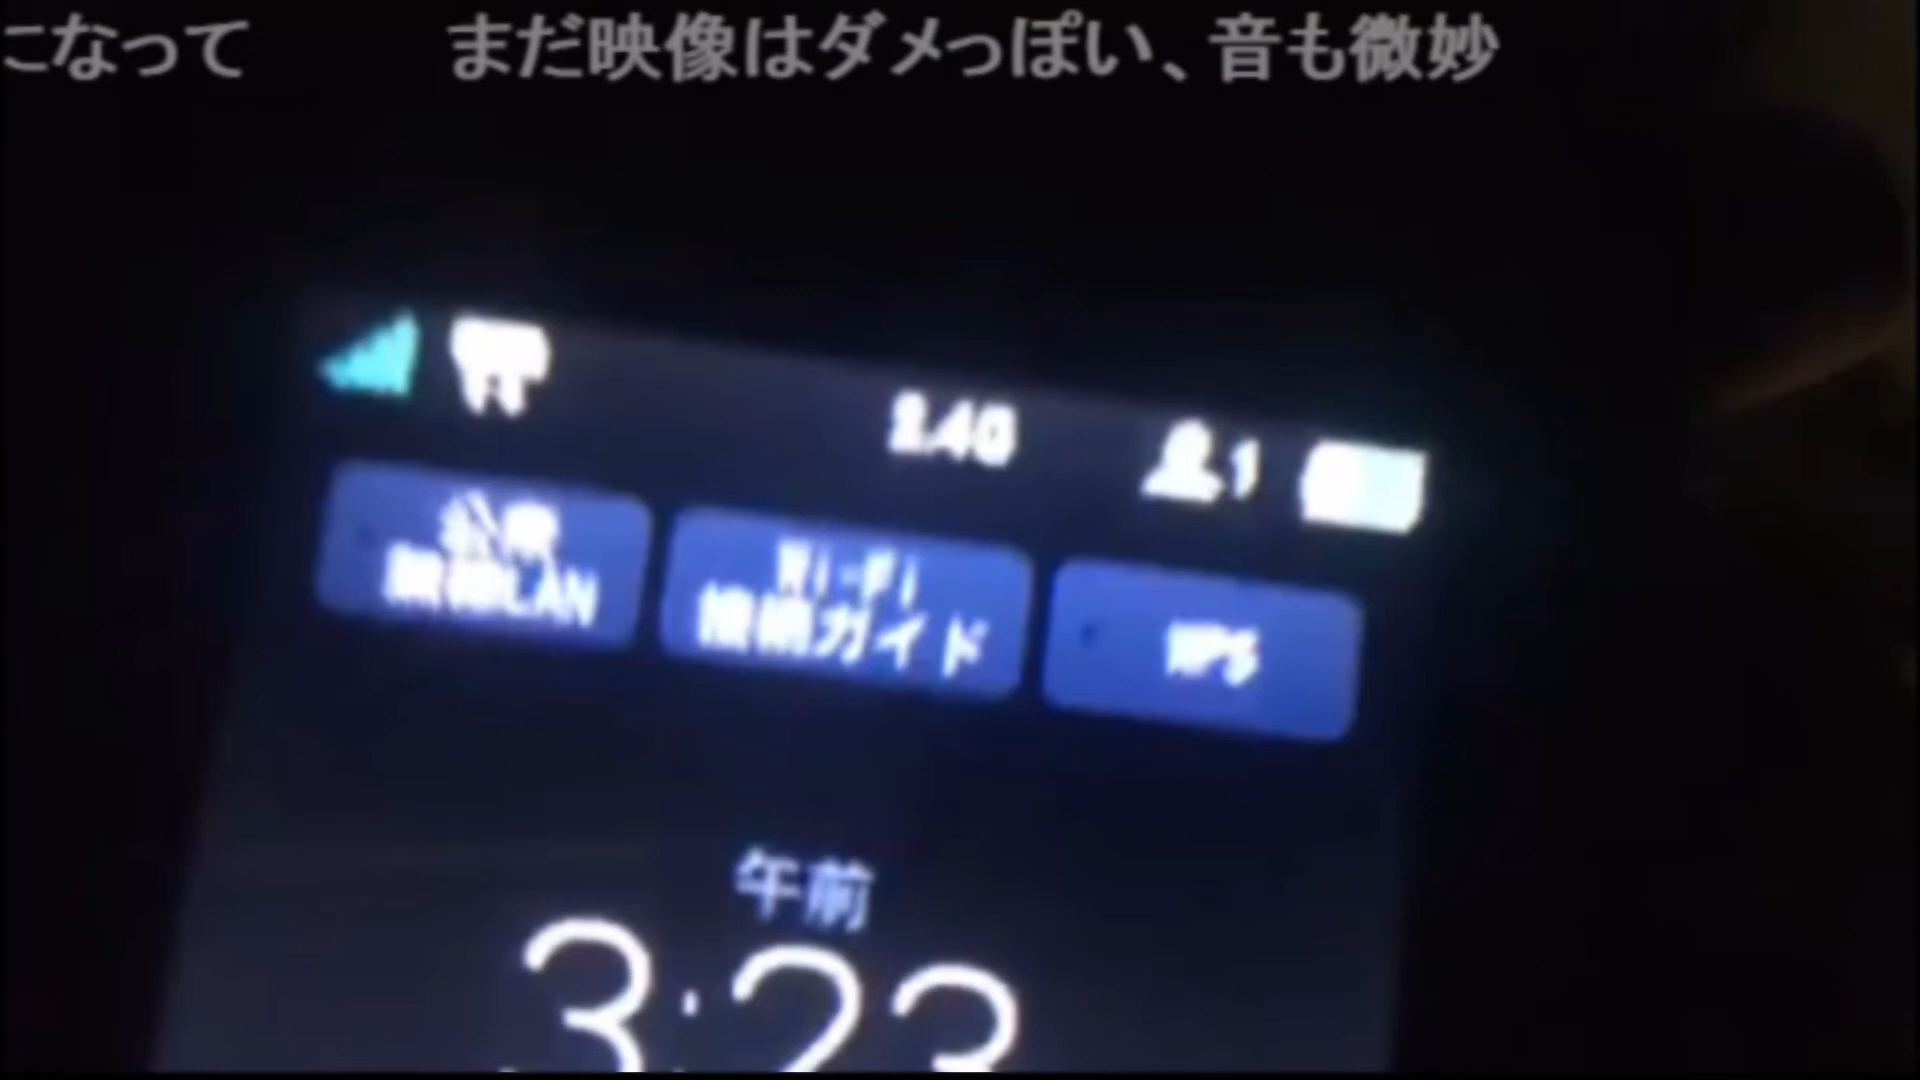 になって
まだ映像はダメっぽい、音も微妙
2.4G
1
公衆
無線LAN
Wi-Fi
接続ガイド
WPS
午前
3:23